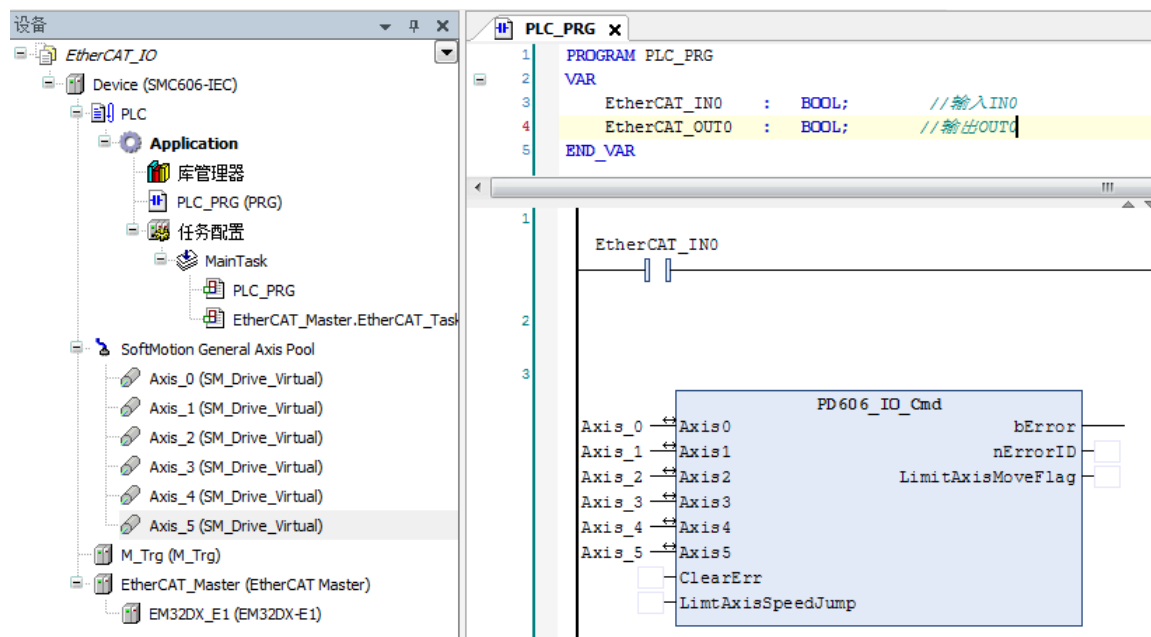 设备
EtherCAT_IO
Device (SMC606-IEC)
PLC
Application
库管理器
PLC_PRG (PRG)
任务配置
MainTask
PLC_PRG
EtherCAT_Master.EtherCAT_Task
SoftMotion General Axis Pool
Axis_0 (SM_Drive_Virtual)
Axis_1 (SM_Drive_Virtual)
Axis_2 (SM_Drive_Virtual)
Axis_3 (SM_Drive_Virtual)
Axis_4 (SM_Drive_Virtual)
Axis_5 (SM_Drive_Virtual)
M_Trg (M_Trg)
EtherCAT_Master (EtherCAT Master)
EM32DX_E1 (EM32DX-E1)
PLC_PRG
1 PROGRAM PLC_PRG
2 VAR
3 EtherCAT_IN0 : BOOL; //输入IN0
4 EtherCAT_OUT0 : BOOL; //输出OUT0
5 END_VAR
1
EtherCAT_IN0
2
3
PD606_IO_Cmd
Axis_0 Axis0 bError
Axis_1 Axis1 nErrorID
Axis_2 Axis2 LimitAxisMoveFlag
Axis_3 Axis3
Axis_4 Axis4
Axis_5 Axis5
ClearErr
LimtAxisSpeedJump